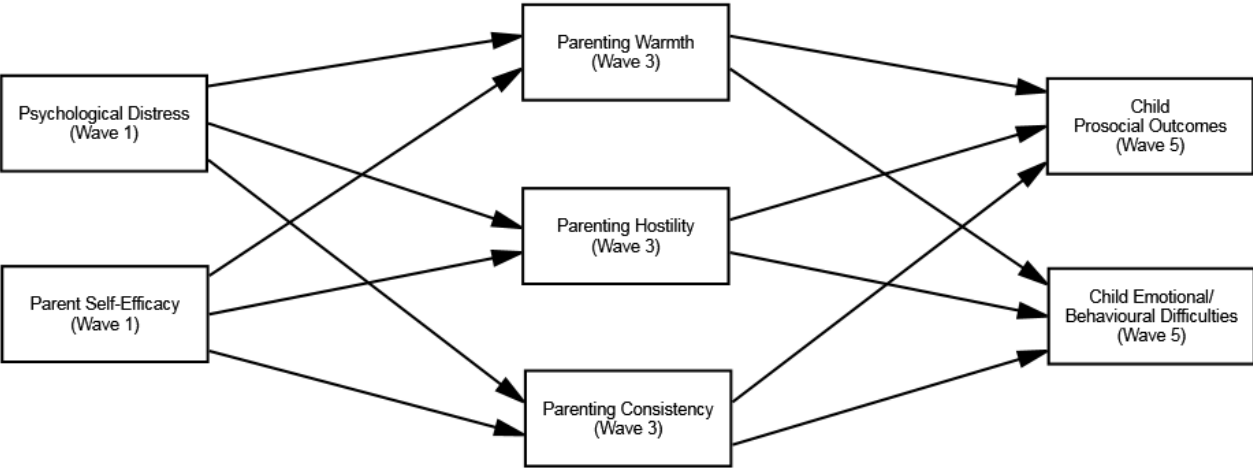 Psychological Distress
(Wave 1)
Parent Self-Efficacy
(Wave 1)
Parenting Warmth
(Wave 3)
Parenting Hostility
(Wave 3)
Parenting Consistency
(Wave 3)
Child
Prosocial Outcomes
(Wave 5)
Child Emotional/
Behavioural Difficulties
(Wave 5)